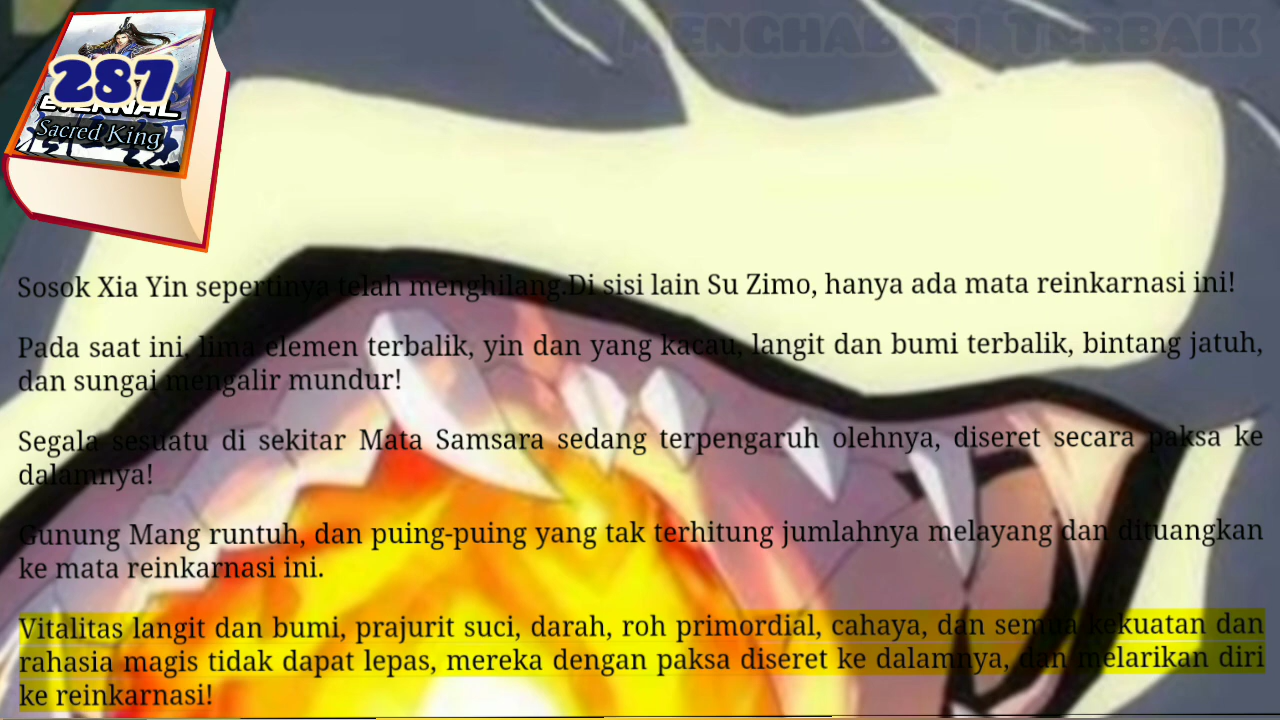 MENGHABISI TERBAIK
287
ETERNAL
Sacred King
Sosok Xia Yin sepertinya telah menghilang.Di sisi lain Su Zimo, hanya ada mata reinkarnasi ini!
Pada saat ini, lima elemen terbalik, yin dan yang kacau, langit dan bumi terbalik, bintang jatuh,
dan sungai mengalir mundur!
Segala sesuatu di sekitar Mata Samsara sedang terpengaruh olehnya, diseret secara paksa ke
dalamnya!
Gunung Mang runtuh, dan puing-puing yang tak terhitung jumlahnya melayang dan dituangkan
ke mata reinkarnasi ini.
Vitalitas langit dan bumi, prajurit suci, darah, roh primordial, cahaya, dan semua kekuatan dan
rahasia magis tidak dapat lepas, mereka dengan paksa diseret ke dalamnya, dan melarikan diri
ke reinkarnasi!